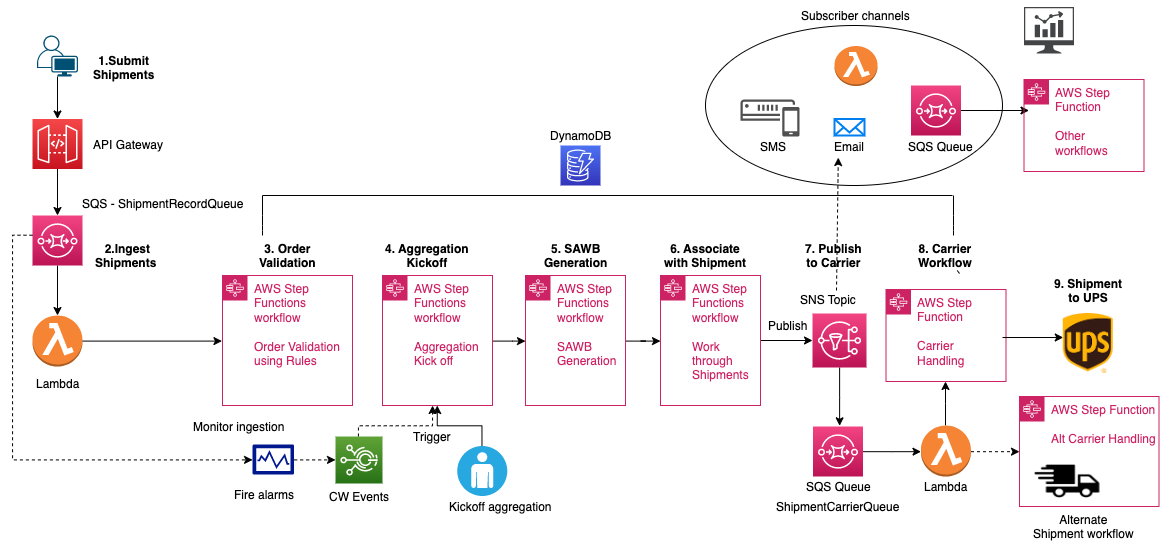 Subscriber channels
1.Submit
Shipments
API Gateway
SQS - ShipmentRecordQueue
2.Ingest
Shipments
Lambda
DynamoDB
SMS
Email
SQS Queue
AWS Step
Function
Other
workflows
3. Order
Validation
AWS Step
Functions
workflow
Order Validation
using Rules
4. Aggregation
Kickoff
AWS Step
Functions
workflow
Aggregation
Kick off
5. SAWB
Generation
AWS Step
Functions
workflow
SAWB
Generation
6. Associate
with Shipment
AWS Step
Functions
workflow
Work
through
Shipments
7. Publish
to Carrier
SNS Topic
Publish
8. Carrier
Workflow
AWS Step
Function
Carrier
Handling
9. Shipment
to UPS
ups
Monitor ingestion
Fire alarms
CW Events
Trigger
Kickoff aggregation
SQS Queue
ShipmentCarrierQueue
Lambda
AWS Step Function
Alt Carrier Handling
Alternate
Shipment workflow